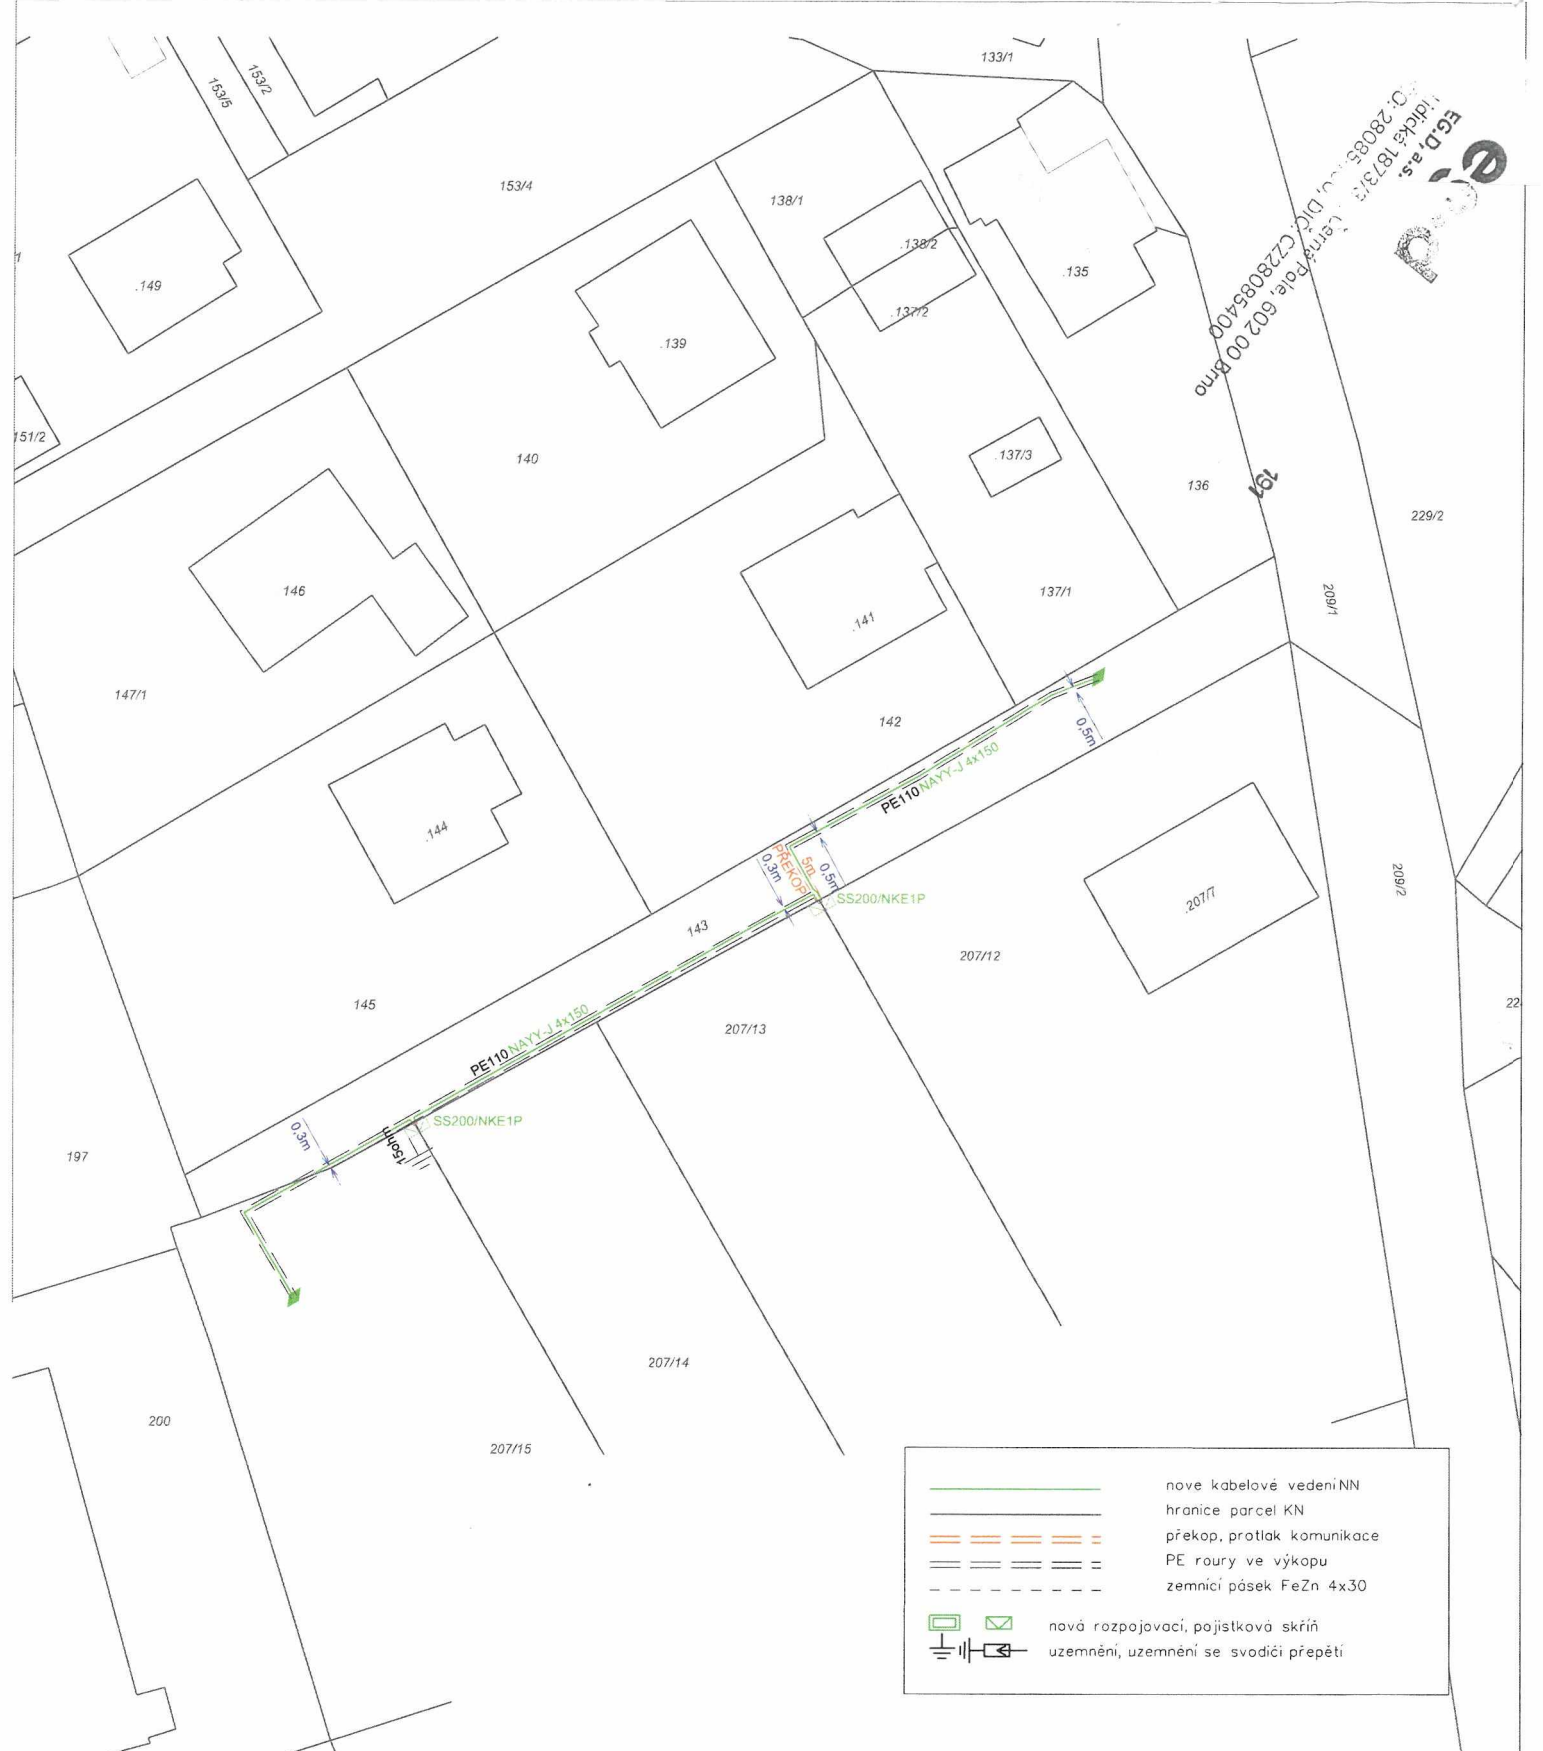 133/1
153/5
153/2
153/4
138/1
.138/2
.149
.135
.137/2
.139
EG.D, a.s.
Lidická 1873/3
Černá Pole, 602 00 Brno
DIČ: CZ28085400
151/2
140
.137/3
136
191
229/2
146
137/1
209/1
.141
147/1
142
0,5m
PE110 NAYY-J 4x150
.144
PŘEKOP
5m
0,3m
0,5m
SS200/NKE1P
209/2
.207/7
143
207/12
145
207/13
22
PE110 NAYY-J 4x150
SS200/NKE1P
0,3m
15ohm
197
207/14
200
207/15
nove kabelové vedení NN
hranice parcel KN
překop, protlak komunikace
PE roury ve výkopu
zemnící pásek FeZn 4x30
nová rozpojovací, pojistková skříň
uzemnění, uzemnění se svodiči přepětí